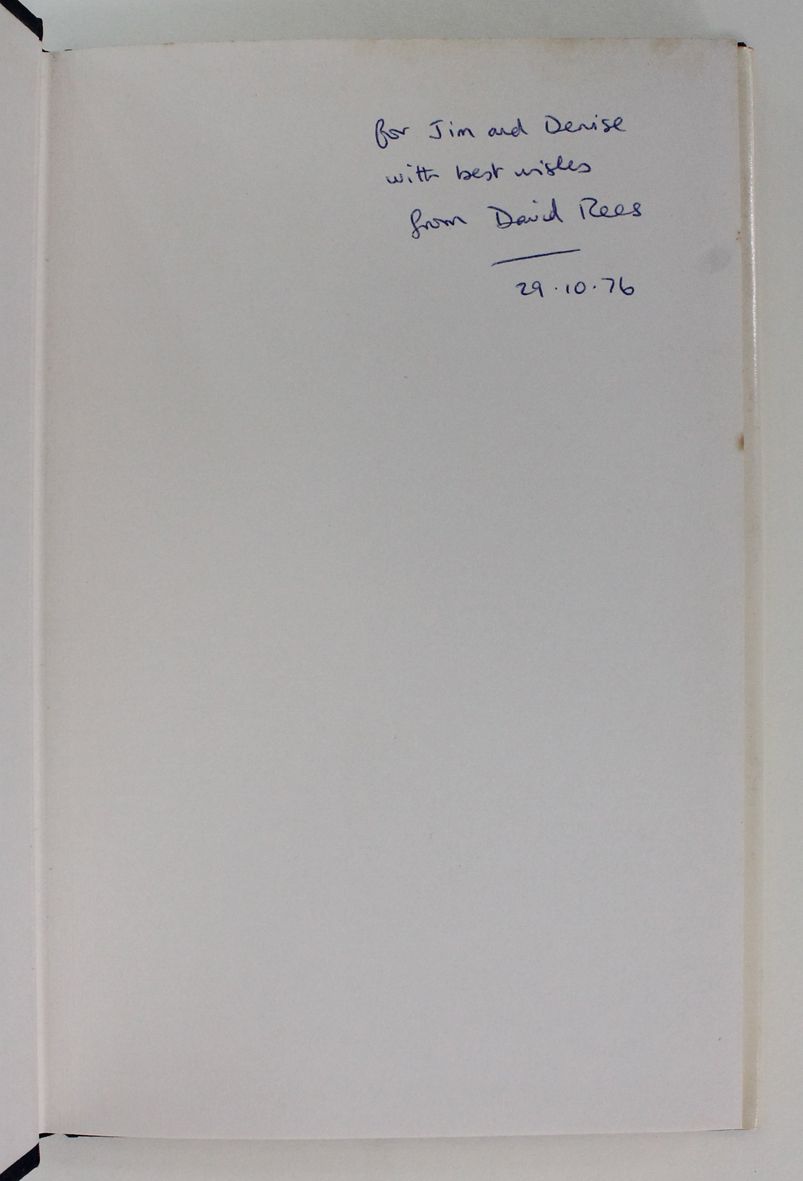 for Jim and Denise
with best wishes
from David Rees
29.10.76